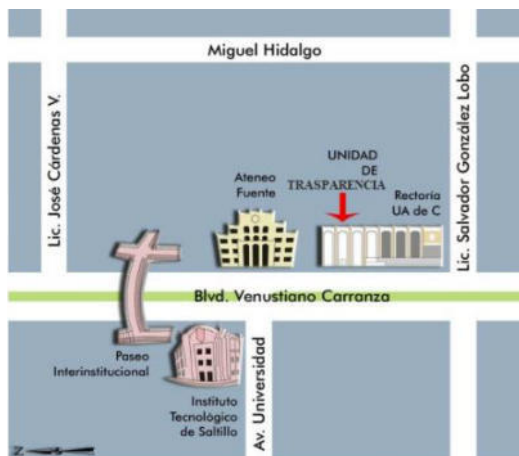 Miguel Hidalgo
Lic. José Cárdenas V.
Lic. Salvador González Lobo
UNIDAD
DE
TRASPARENCIA
Ateneo
Fuente
Rectoría
UA de C
Blvd. Venustiano Carranza
Paseo
Interinstitucional
Instituto
Tecnológico
de Saltillo
Av. Universidad
N